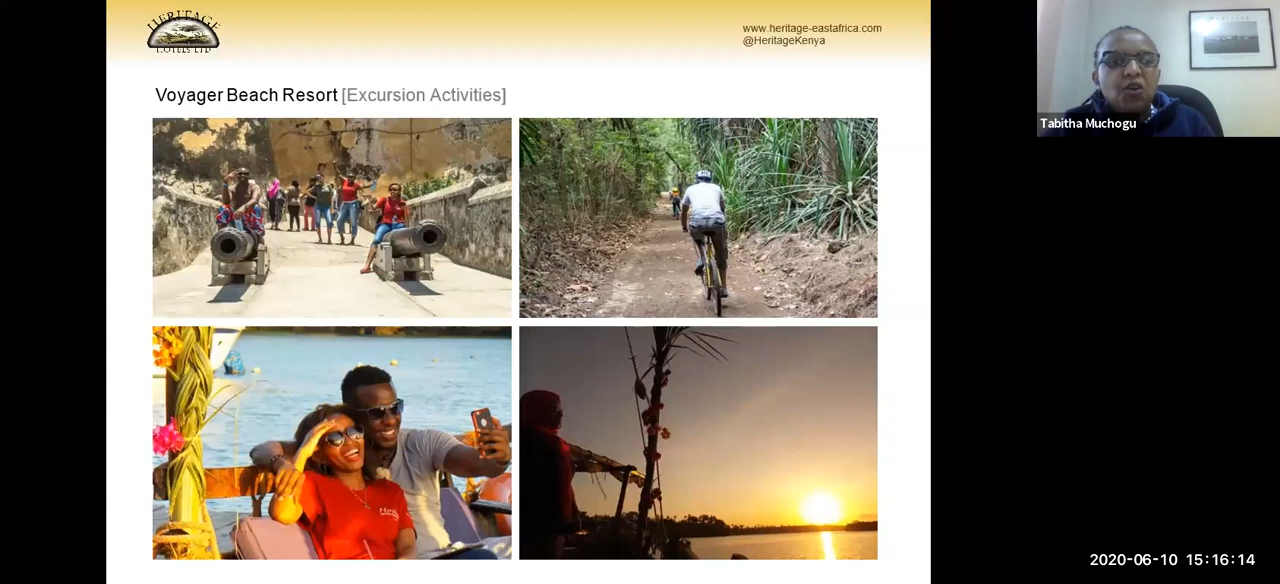 HERITAGE
HOTELS LTD
www.heritage-eastafrica.com
@HeritageKenya
Voyager Beach Resort [Excursion Activities]
Tabitha Muchogu
2020-06-10 15:16:14